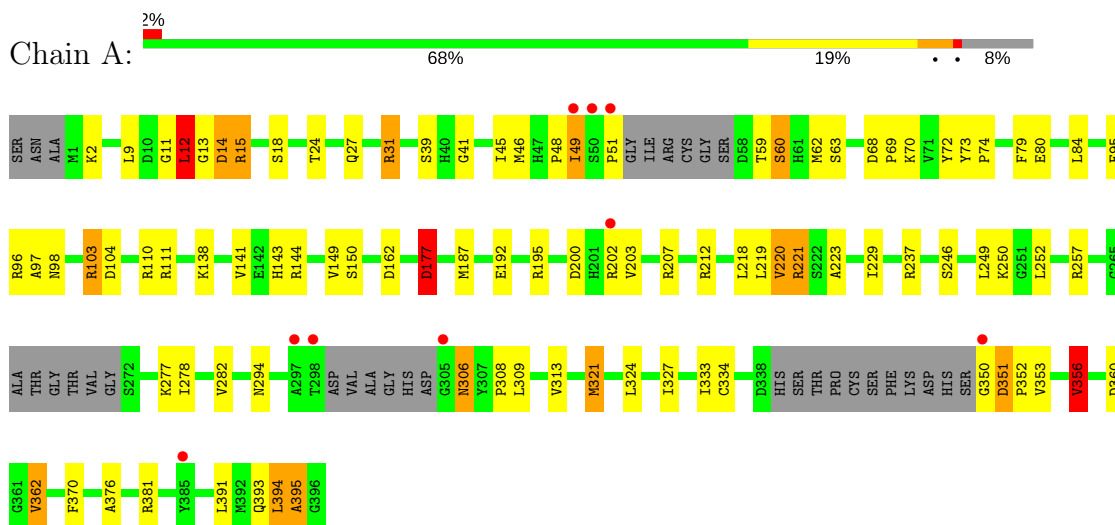 2%
Chain A:
68% 19% • • 8%
SER ASN ALA M1 K2 L9 D10 G11 L12 G13 D14 R15 S18 T24 Q27 R31 S39 H40 G41 I45 M46 H47 P48 I49 S50 P51 GLY ILE ARG CYS GLY SER D58 T59 S60 H61 M62 S63 D68 P69 K70 V71 Y72 Y73 P74 F79 E80 L84
R96 A97 N98 R103 D104 R110 R111 K138 V141 E142 H143 R144 V149 S150 D162 D177 M187 E192 R195 D200 H201 R202 V203 R207 R212 L218 L219 V220 R221 S222 A223 I229 R237 S246 L249 K250 G251 L252 R257
ALA THR GLY THR VAL GLY S272 K277 I278 V282 N294 A297 T298 ASP VAL ALA GLY HIS ASP G305 N306 Y307 P308 L309 V313 M321 L324 I327 I333 C334 D338 HIS SER THR PRO CYS SER PHE LYS ASP HIS SER G350 D351 P352 V353 V356
G361 V362 F370 A376 R381 Y385 L391 M392 Q393 L394 A395 G396